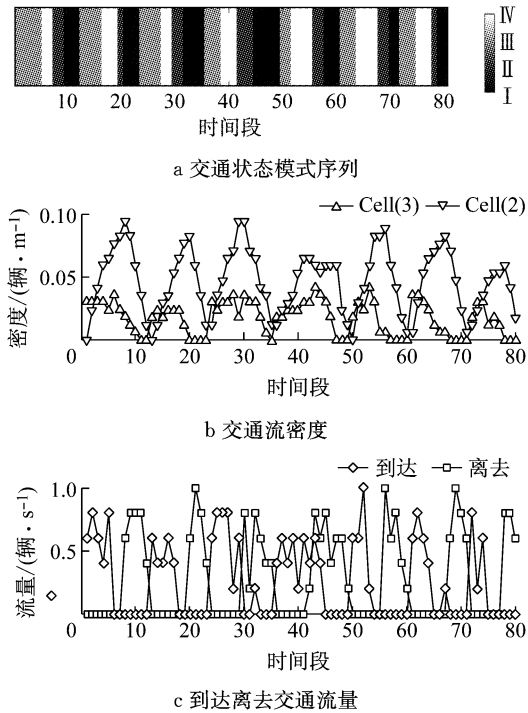 Ⅳ
Ⅲ
Ⅱ
Ⅰ
10 20 30 40 50 60 70 80
时间段
a 交通状态模式序列
Cell(3) Cell(2)
0.10
0.05
0
密度/(辆·m⁻¹)
10 20 30 40 50 60 70 80
时间段
b 交通流密度
到达 离去
1.0
0.5
0
流量/(辆·s⁻¹)
10 20 30 40 50 60 70 80
时间段
c 到达离去交通流量